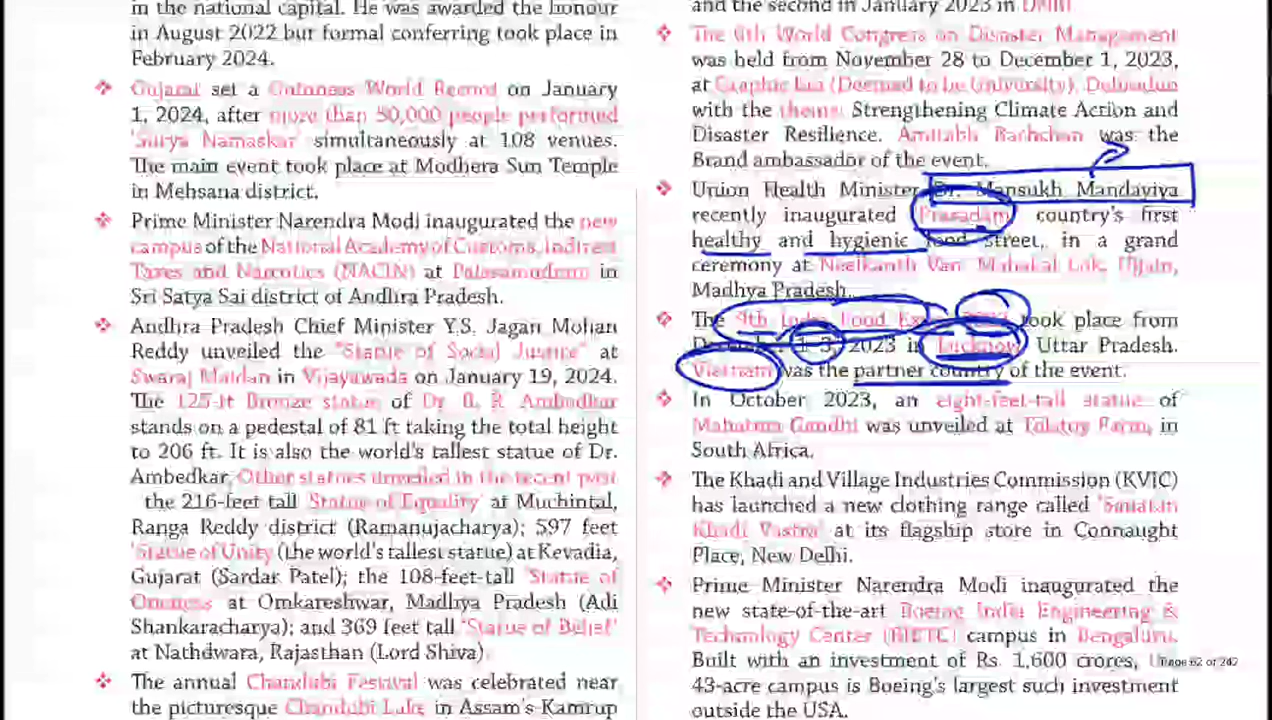 in the national capital. He was awarded the honour
in August 2022 but formal conferring took place in
February 2024.
❖ Gujarat set a Guinness World Record on January
1, 2024, after more than 50,000 people performed
'Surya Namaskar' simultaneously at 108 venues.
The main event took place at Modhera Sun Temple
in Mehsana district.
❖ Prime Minister Narendra Modi inaugurated the new
campus of the National Academy of Customs, Indirect
Taxes and Narcotics (NACIN) at Palasamudram in
Sri Satya Sai district of Andhra Pradesh.
❖ Andhra Pradesh Chief Minister Y.S. Jagan Mohan
Reddy unveiled the "Statue of Social Justice" at
Swaraj Maidan in Vijayawada on January 19, 2024.
The 125-ft Bronze statue of Dr. B. R. Ambedkar
stands on a pedestal of 81 ft taking the total height
to 206 ft. It is also the world's tallest statue of Dr.
Ambedkar. Other statues unveiled in the recent past
the 216-feet tall 'Statue of Equality' at Muchintal,
Ranga Reddy district (Ramanujacharya); 597 feet
'Statue of Unity (the world's tallest statue) at Kevadia,
Gujarat (Sardar Patel); the 108-feet-tall 'Statue of
Oneness' at Omkareshwar, Madhya Pradesh (Adi
Shankaracharya); and 369 feet tall 'Statue of Belief'
at Nathdwara, Rajasthan (Lord Shiva).
❖ The annual Chandubi Festival was celebrated near
the picturesque Chandubi Lake in Assam's Kamrup
and the second in January 2023 in Delhi.
❖ The 6th World Congress on Disaster Management
was held from November 28 to December 1, 2023,
at Graphic Era (Deemed to be University), Dehradun
with the theme: Strengthening Climate Action and
Disaster Resilience. Amitabh Bachchan was the
Brand ambassador of the event.
❖ Union Health Minister Dr. Mansukh Mandaviya
recently inaugurated 'Prasadam' country's first
healthy and hygienic food street, in a grand
ceremony at Neelkanth Van, Mahakal Lok, Ujjain,
Madhya Pradesh.
❖ The 4th India Food Expo 2023 took place from
December 1-3, 2023 in Lucknow, Uttar Pradesh.
Vietnam was the partner country of the event.
❖ In October 2023, an eight-feet-tall statue of
Mahatma Gandhi was unveiled at Tolstoy Farm, in
South Africa.
❖ The Khadi and Village Industries Commission (KVIC)
has launched a new clothing range called 'Sanatan
Khadi Vastra' at its flagship store in Connaught
Place, New Delhi.
❖ Prime Minister Narendra Modi inaugurated the
new state-of-the-art Boeing India Engineering &
Technology Center (BIETC) campus in Bengaluru.
Built with an investment of Rs. 1,600 crores,
43-acre campus is Boeing's largest such investment
outside the USA.
Page 62 of 242